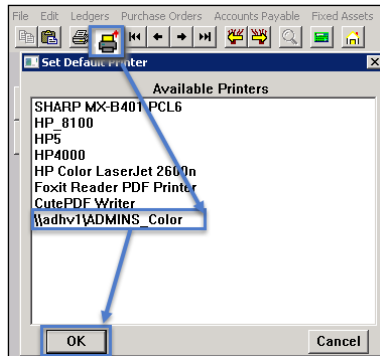 File Edit Ledgers Purchase Orders Accounts Payable Fixed Assets
Set Default Printer
Available Printers
SHARP MX-B401 PCL6
HP_8100
HP5
HP4000
HP Color LaserJet 2600n
Foxit Reader PDF Printer
CutePDF Writer
\\adhv1\ADMINS_Color
OK Cancel